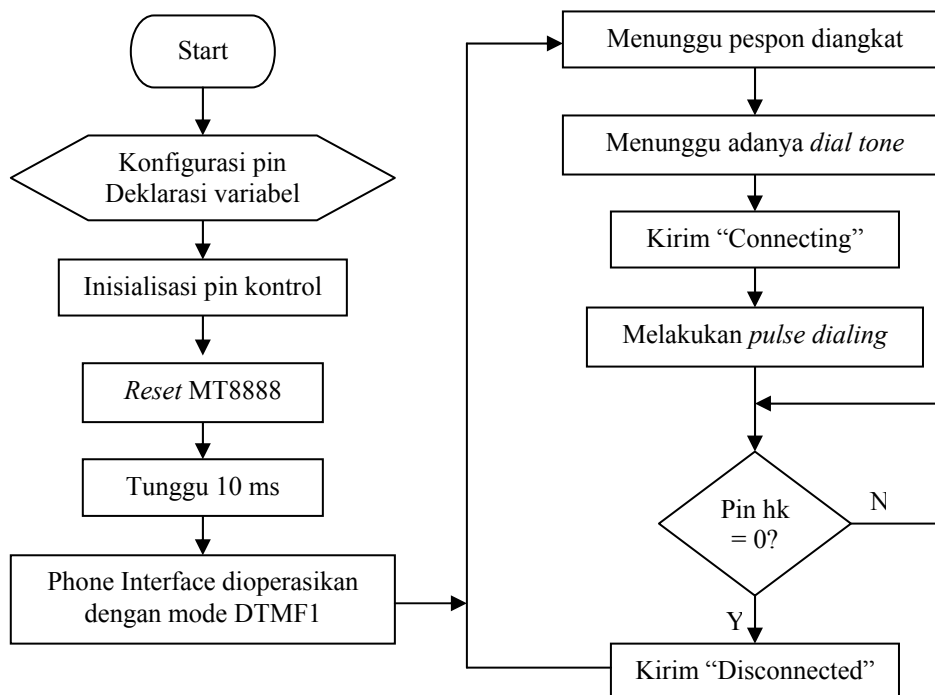 Start
Konfigurasi pin
Deklarasi variabel
Inisialisasi pin kontrol
Reset MT8888
Tunggu 10 ms
Phone Interface dioperasikan
dengan mode DTMF1
Menunggu pespon diangkat
Menunggu adanya dial tone
Kirim “Connecting”
Melakukan pulse dialing
Pin hk
= 0?
N
Y
Kirim “Disconnected”